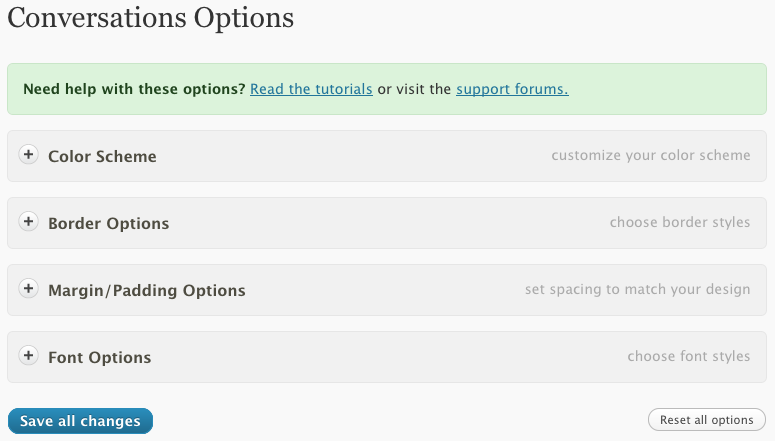 Conversations Options
Need help with these options? Read the tutorials or visit the support forums.
Color Scheme customize your color scheme
Border Options choose border styles
Margin/Padding Options set spacing to match your design
Font Options choose font styles
Save all changes Reset all options